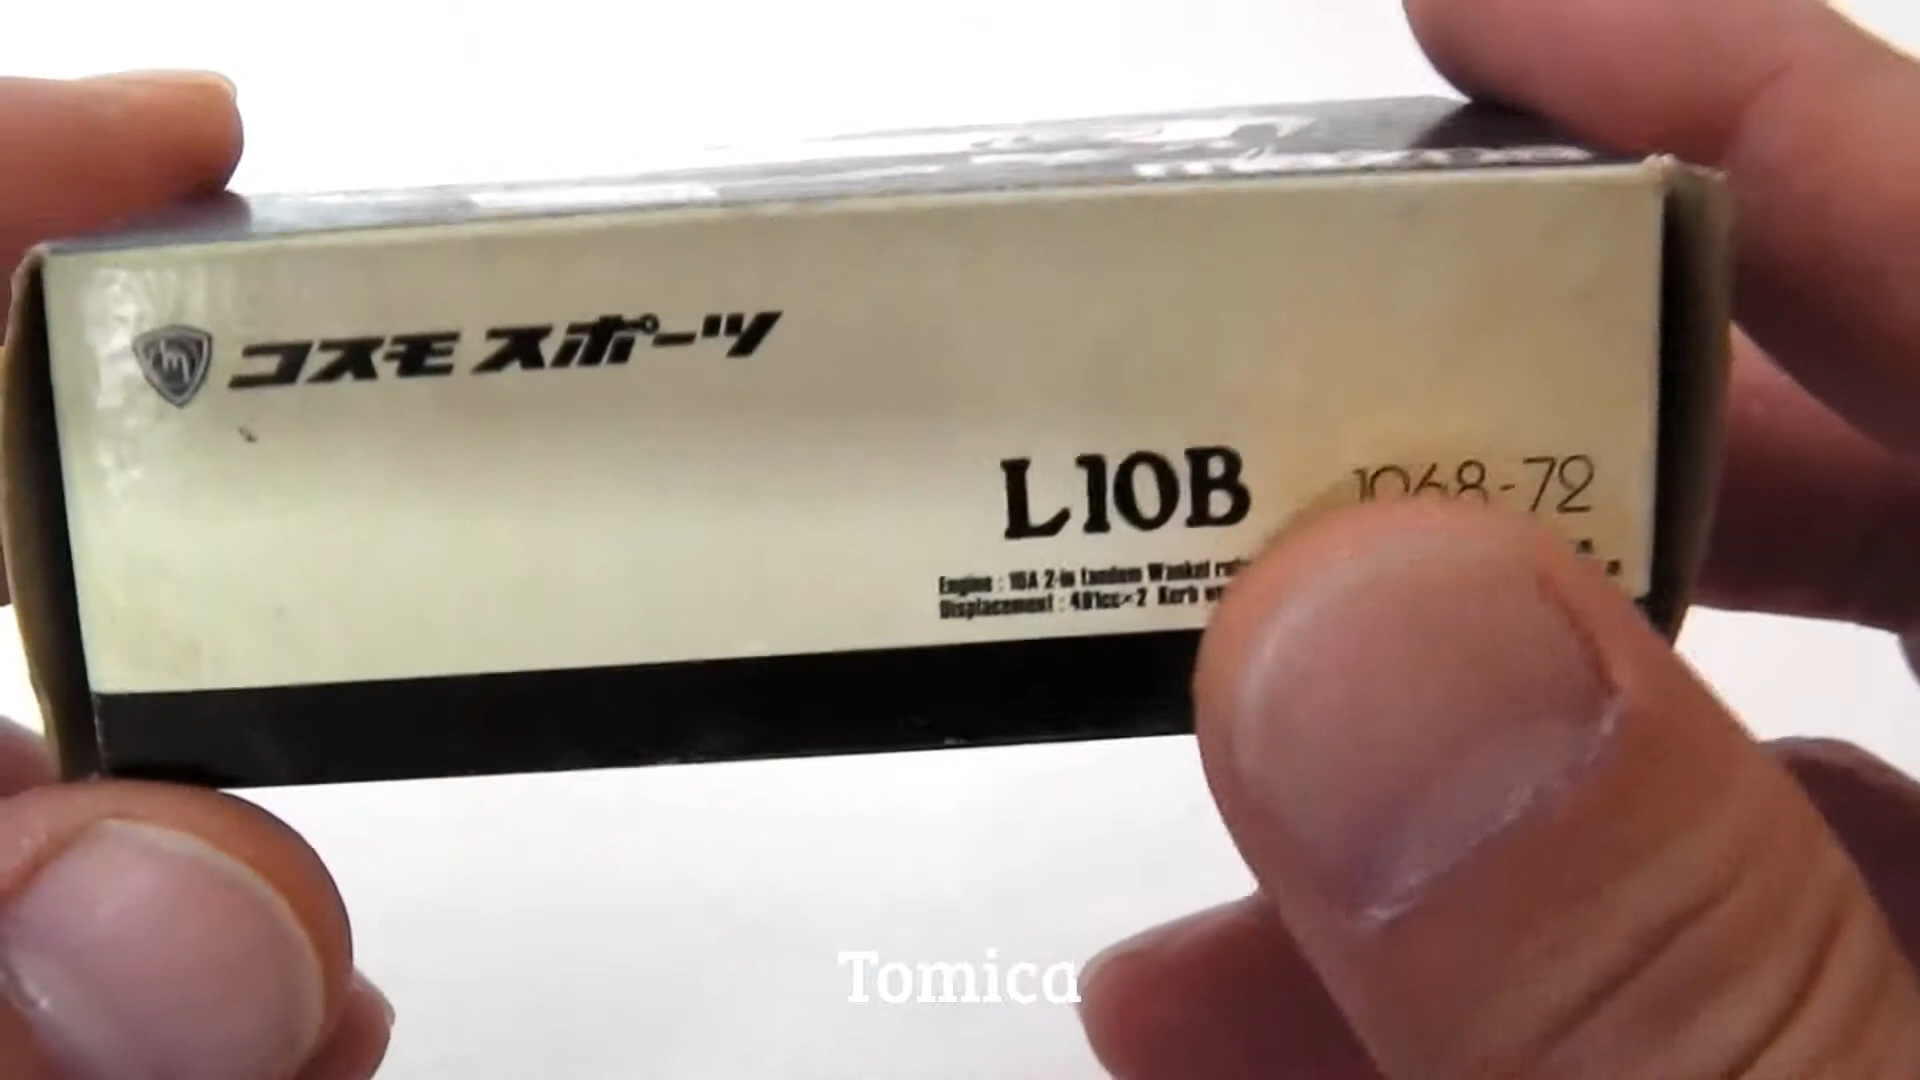 コスモ スポーツ
L10B
1968-72
Engine : 10A 2-in tandem Wankel
Displacement : 491cc×2 Kerb
Tomica